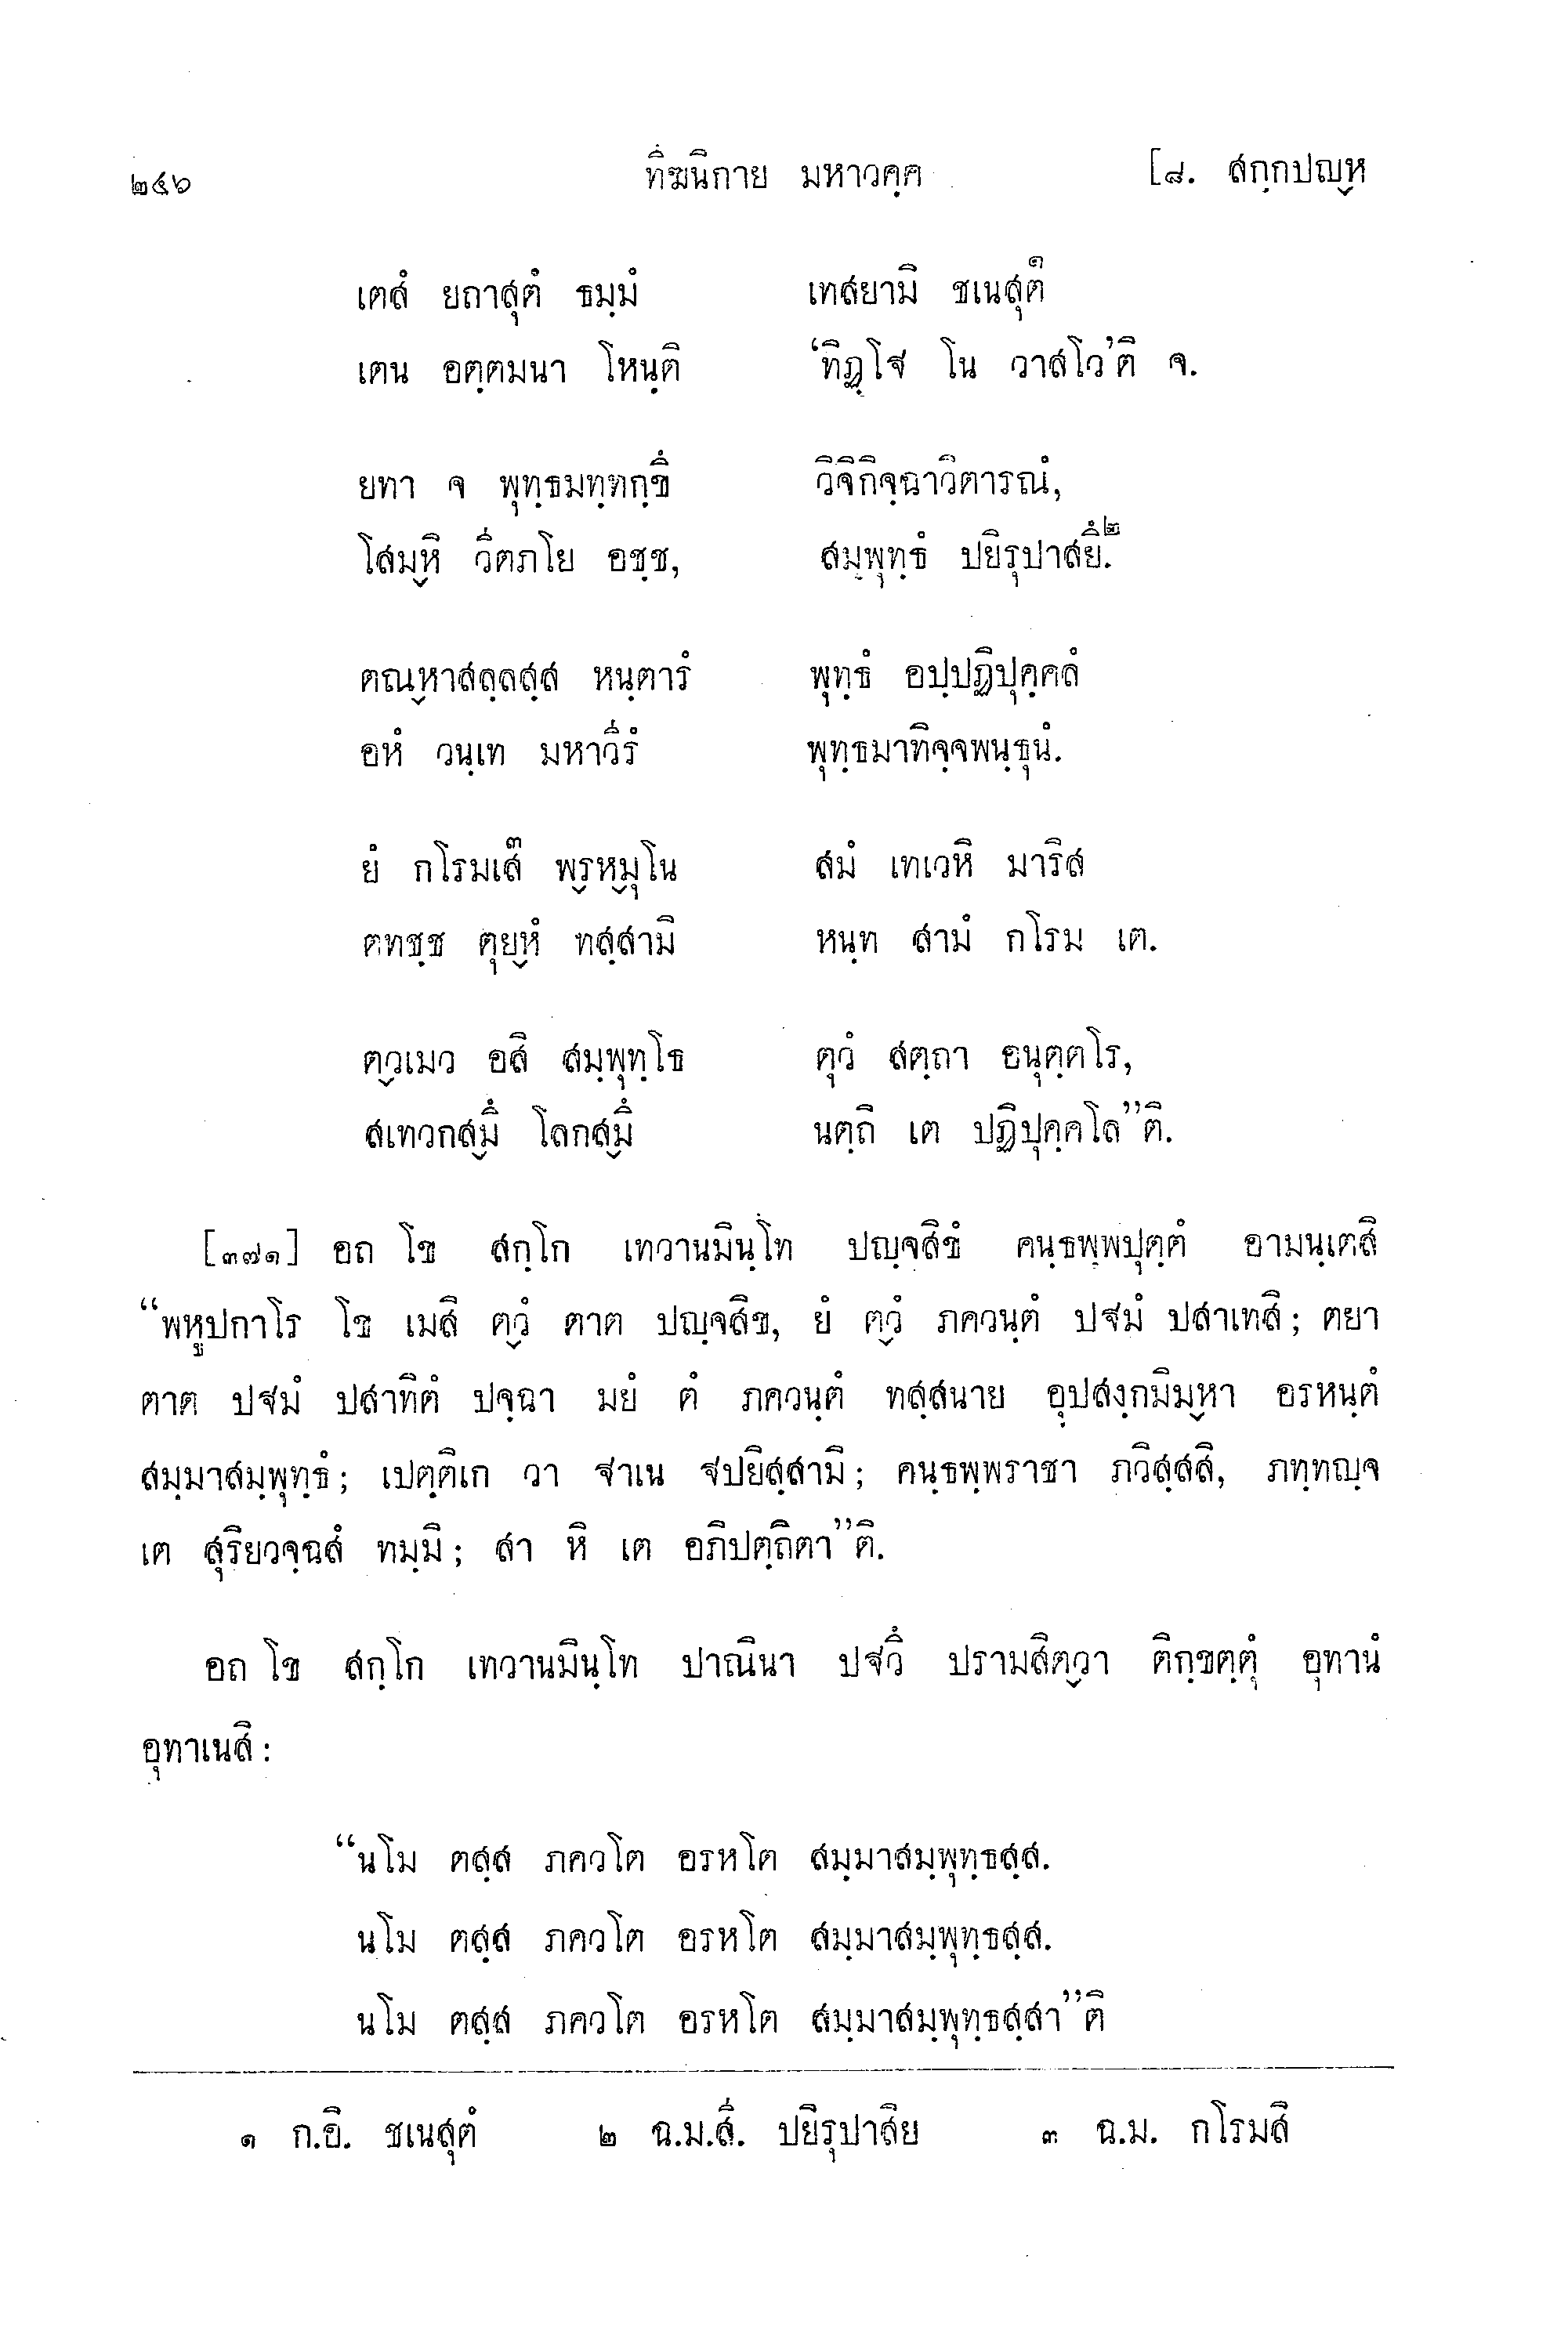 ๒๔๖ ทีฆนิกาย มหาวคฺค [๘. สกฺกปญฺห
เตสํ ยถาสุตํ ธมฺมํ เทสยามิ ชเนสุต๑
เตน อตฺตมนา โหนฺติ ‘ทิฏฺโฐ โน วาสโว’ติ จ.
ยทา จ พุทฺธมทฺทกฺขึ วิจิกิจฺฉาวิตารณํ,
โสมฺหิ วีตภโย อชฺช, สมฺพุทฺธํ ปยิรุปาสยึ.๒
ตณฺหาสลฺลสฺส หนฺตารํ พุทฺธํ อปฺปฏิปุคฺคลํ
อหํ วนฺเท มหาวีรํ พุทฺธมาทิจฺจพนฺธุนํ.
ยํ กโรมเส๓ พฺรหฺมุโน สมํ เทเวหิ มาริส
ตทชฺช ตุยฺหํ ทสฺสามิ หนฺท สามํ กโรม เต.
ตฺวเมว อสิ สมฺพุทฺโธ ตุวํ สตฺถา อนุตฺตโร,
สเทวกสฺมึ โลกสฺมึ นตฺถิ เต ปฏิปุคฺคโล”ติ.
[๓๗๑] อถ โข สกฺโก เทวานมินฺโท ปญฺจสิขํ คนฺธพฺพปุตฺตํ อามนฺเตสิ
“พหูปกาโร โข เมสิ ตฺวํ ตาต ปญฺจสิข, ยํ ตฺวํ ภควนฺตํ ปฐมํ ปสาเทสิ; ตยา
ตาต ปฐมํ ปสาทิตํ ปจฺฉา มยํ ตํ ภควนฺตํ ทสฺสนาย อุปสงฺกมิมฺหา อรหนฺตํ
สมฺมาสมฺพุทฺธํ; เปตฺติเก วา ฐาเน ฐปยิสฺสามิ; คนฺธพฺพราชา ภวิสฺสสิ, ภทฺทญฺจ
เต สุริยวจฺฉสํ ทมฺมิ; สา หิ เต อภิปตฺถิตา”ติ.
อถ โข สกฺโก เทวานมินฺโท ปาณินา ปฐวึ ปรามสิตฺวา ติกฺขตฺตุํ อุทานํ
อุทาเนสิ:
“นโม ตสฺส ภควโต อรหโต สมฺมาสมฺพุทฺธสฺส.
นโม ตสฺส ภควโต อรหโต สมฺมาสมฺพุทฺธสฺส.
นโม ตสฺส ภควโต อรหโต สมฺมาสมฺพุทฺธสฺสา”ติ
๑ ก.อิ. ชเนสุตํ ๒ ฉ.ม.สี. ปยิรุปาสิย ๓ ฉ.ม. กโรมสิ